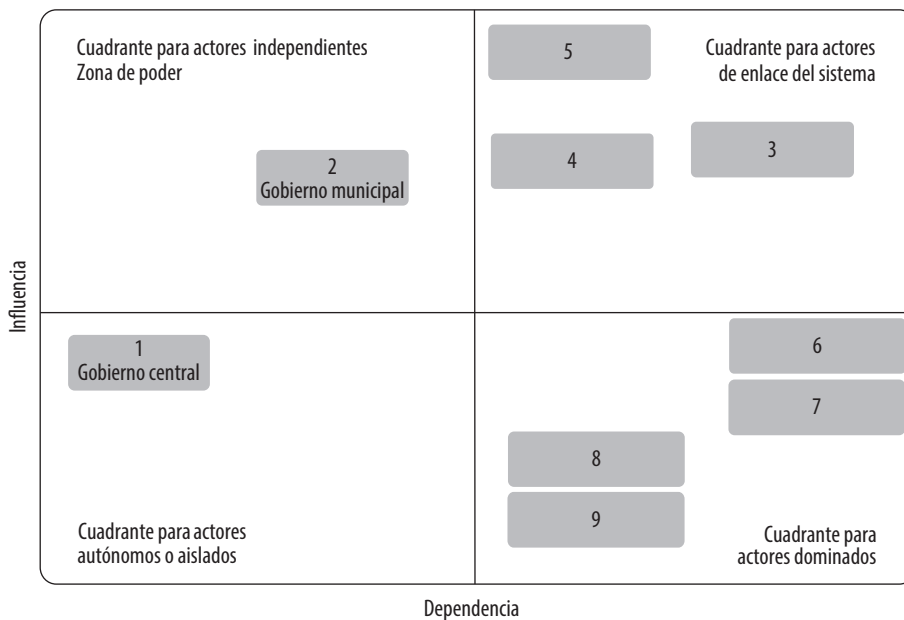 Cuadrante para actores independientes
Zona de poder
5
Cuadrante para actores
de enlace del sistema
2
Gobierno municipal
4
3
Influencia
1
Gobierno central
6
7
8
9
Cuadrante para actores
autónomos o aislados
Cuadrante para
actores dominados
Dependencia